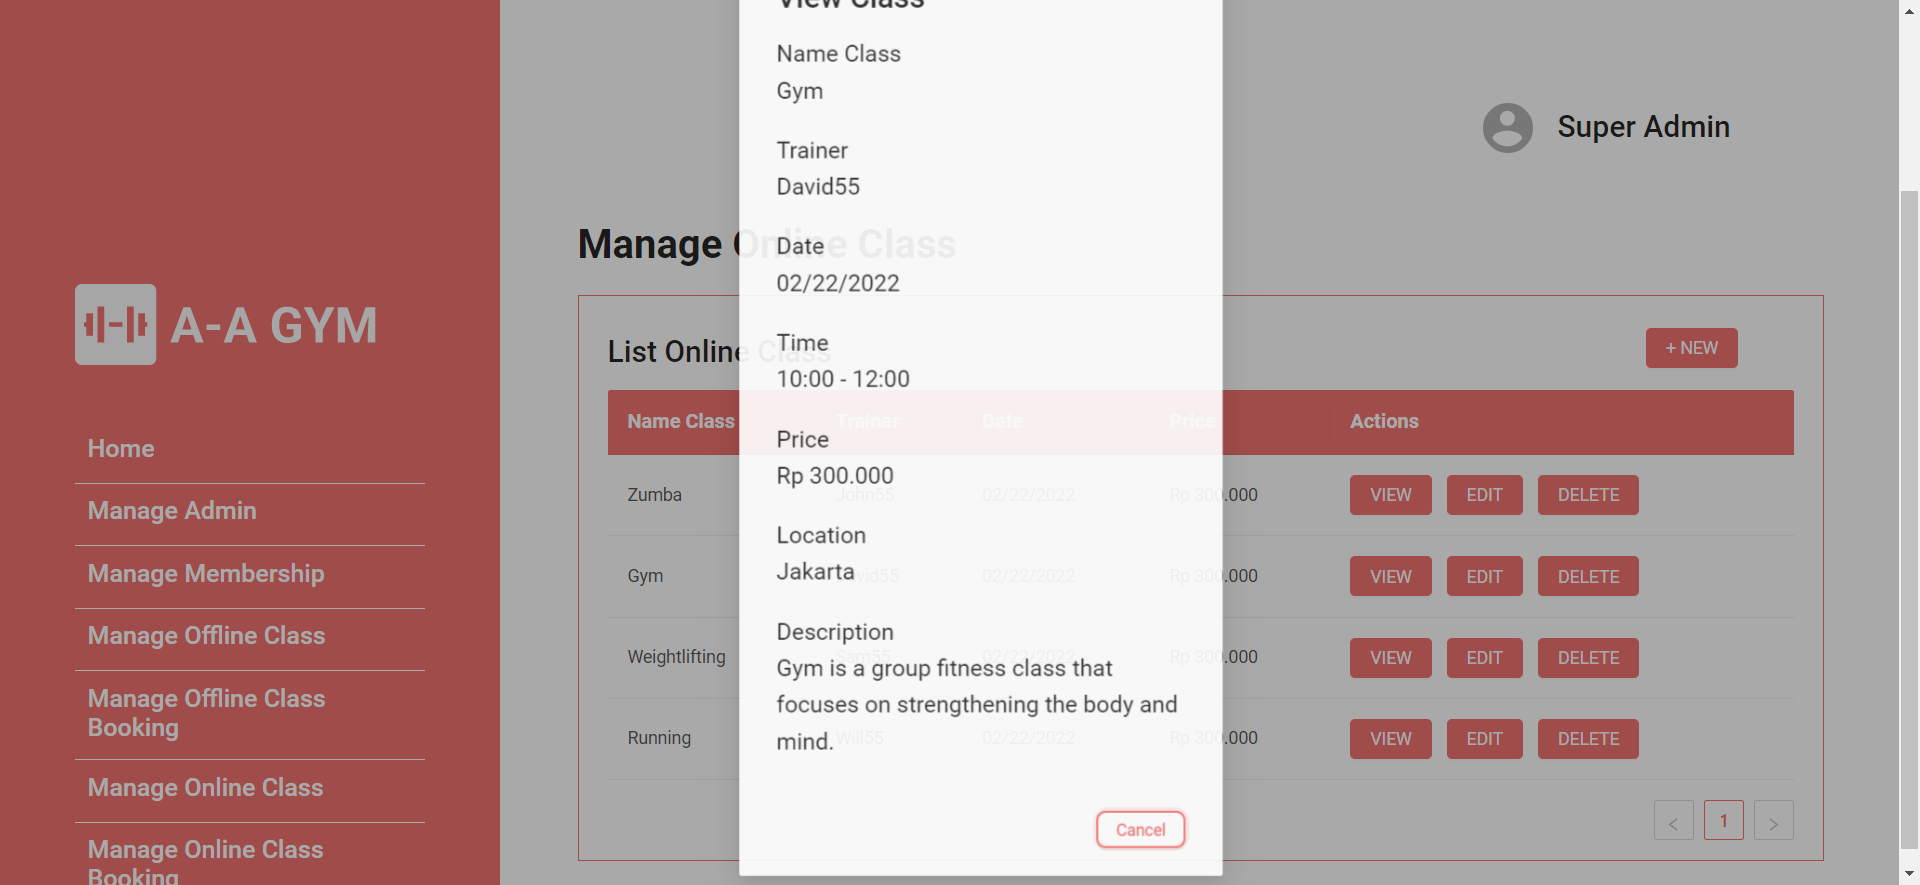 A-A GYM
Home
Manage Admin
Manage Membership
Manage Offline Class
Manage Offline Class
Booking
Manage Online Class
Manage Online Class
Booking
Super Admin
Manage Online Class
List Online Class
+ NEW
Name Class Trainer Date Price Actions
Zumba John55 02/22/2022 Rp 300.000 VIEW EDIT DELETE
Gym David55 02/22/2022 Rp 300.000 VIEW EDIT DELETE
Weightlifting Sam55 02/22/2022 Rp 300.000 VIEW EDIT DELETE
Running Will55 02/22/2022 Rp 300.000 VIEW EDIT DELETE
< 1 >
View Class
Name Class
Gym
Trainer
David55
Date
02/22/2022
Time
10:00 - 12:00
Price
Rp 300.000
Location
Jakarta
Description
Gym is a group fitness class that
focuses on strengthening the body and
mind.
Cancel